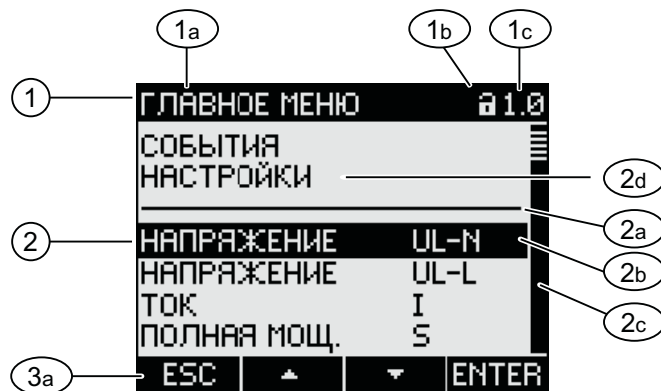 1a 1b 1c
1 ГЛАВНОЕ МЕНЮ 1.0
СОБЫТИЯ
НАСТРОЙКИ 2d
2a
2 НАПРЯЖЕНИЕ UL-N 2b
НАПРЯЖЕНИЕ UL-L
ТОК I 2c
ПОЛНАЯ МОЩ. S
3a ESC ENTER